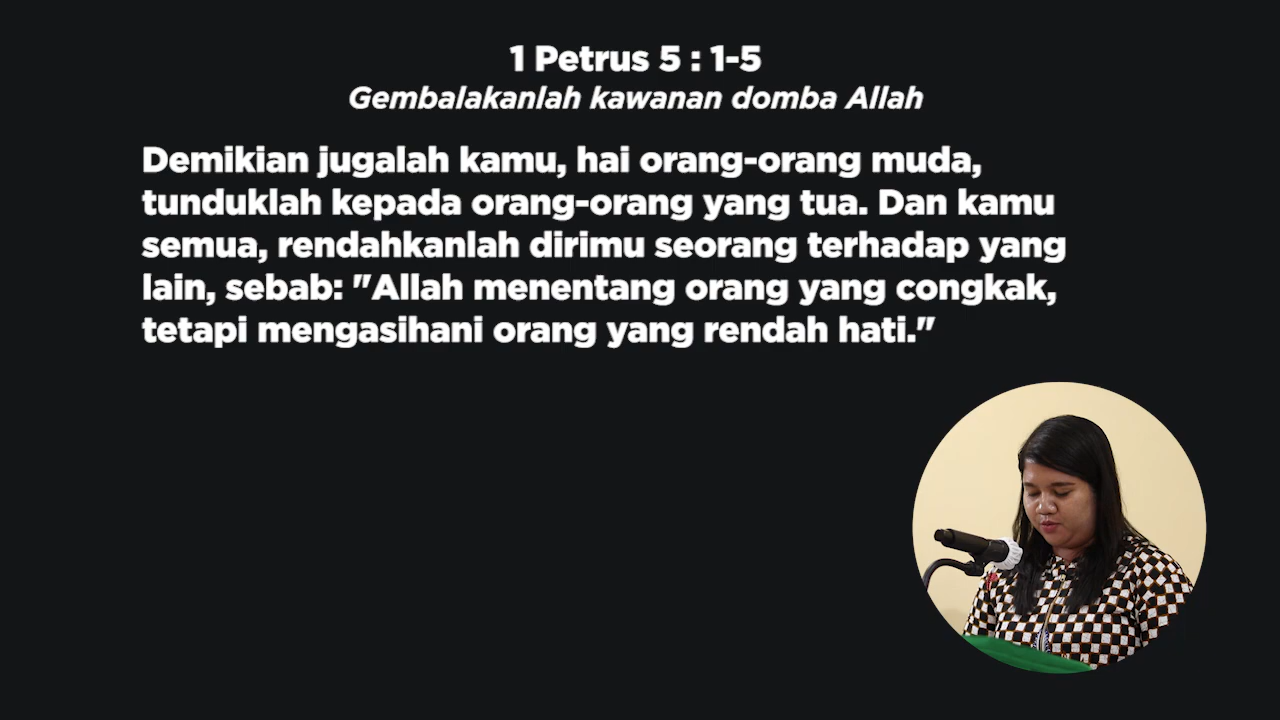 1 Petrus 5 : 1-5
Gembalakanlah kawanan domba Allah
Demikian jugalah kamu, hai orang-orang muda,
tunduklah kepada orang-orang yang tua. Dan kamu
semua, rendahkanlah dirimu seorang terhadap yang
lain, sebab: "Allah menentang orang yang congkak,
tetapi mengasihani orang yang rendah hati."